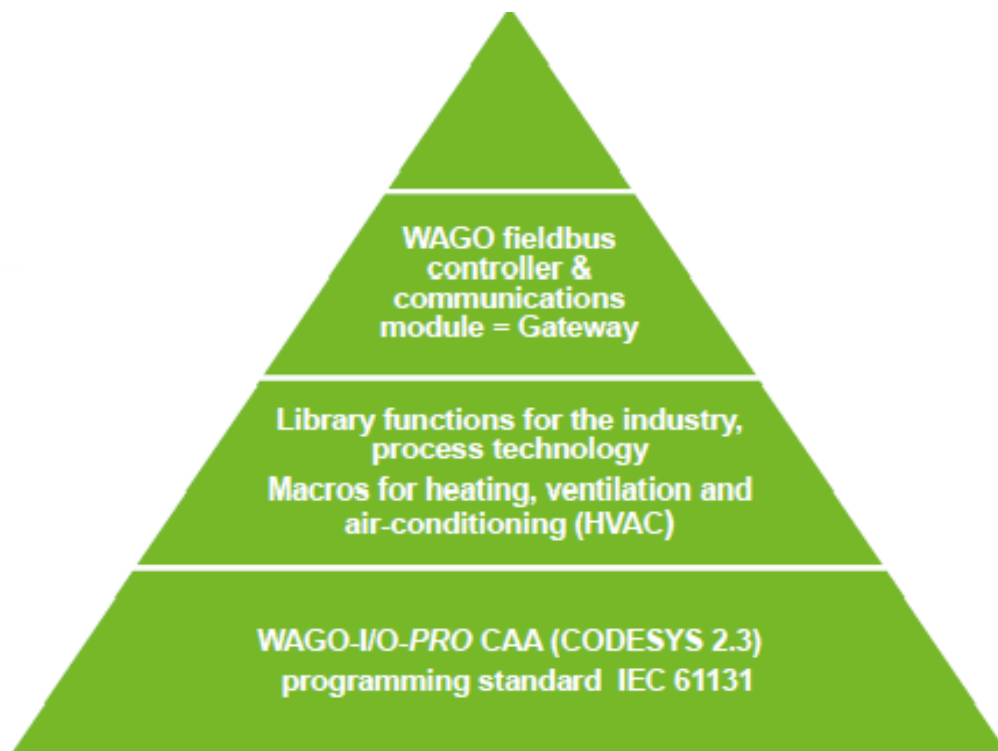 WAGO fieldbus
controller &
communications
module = Gateway
Library functions for the industry,
process technology
Macros for heating, ventilation and
air-conditioning (HVAC)
WAGO-I/O-PRO CAA (CODESYS 2.3)
programming standard IEC 61131